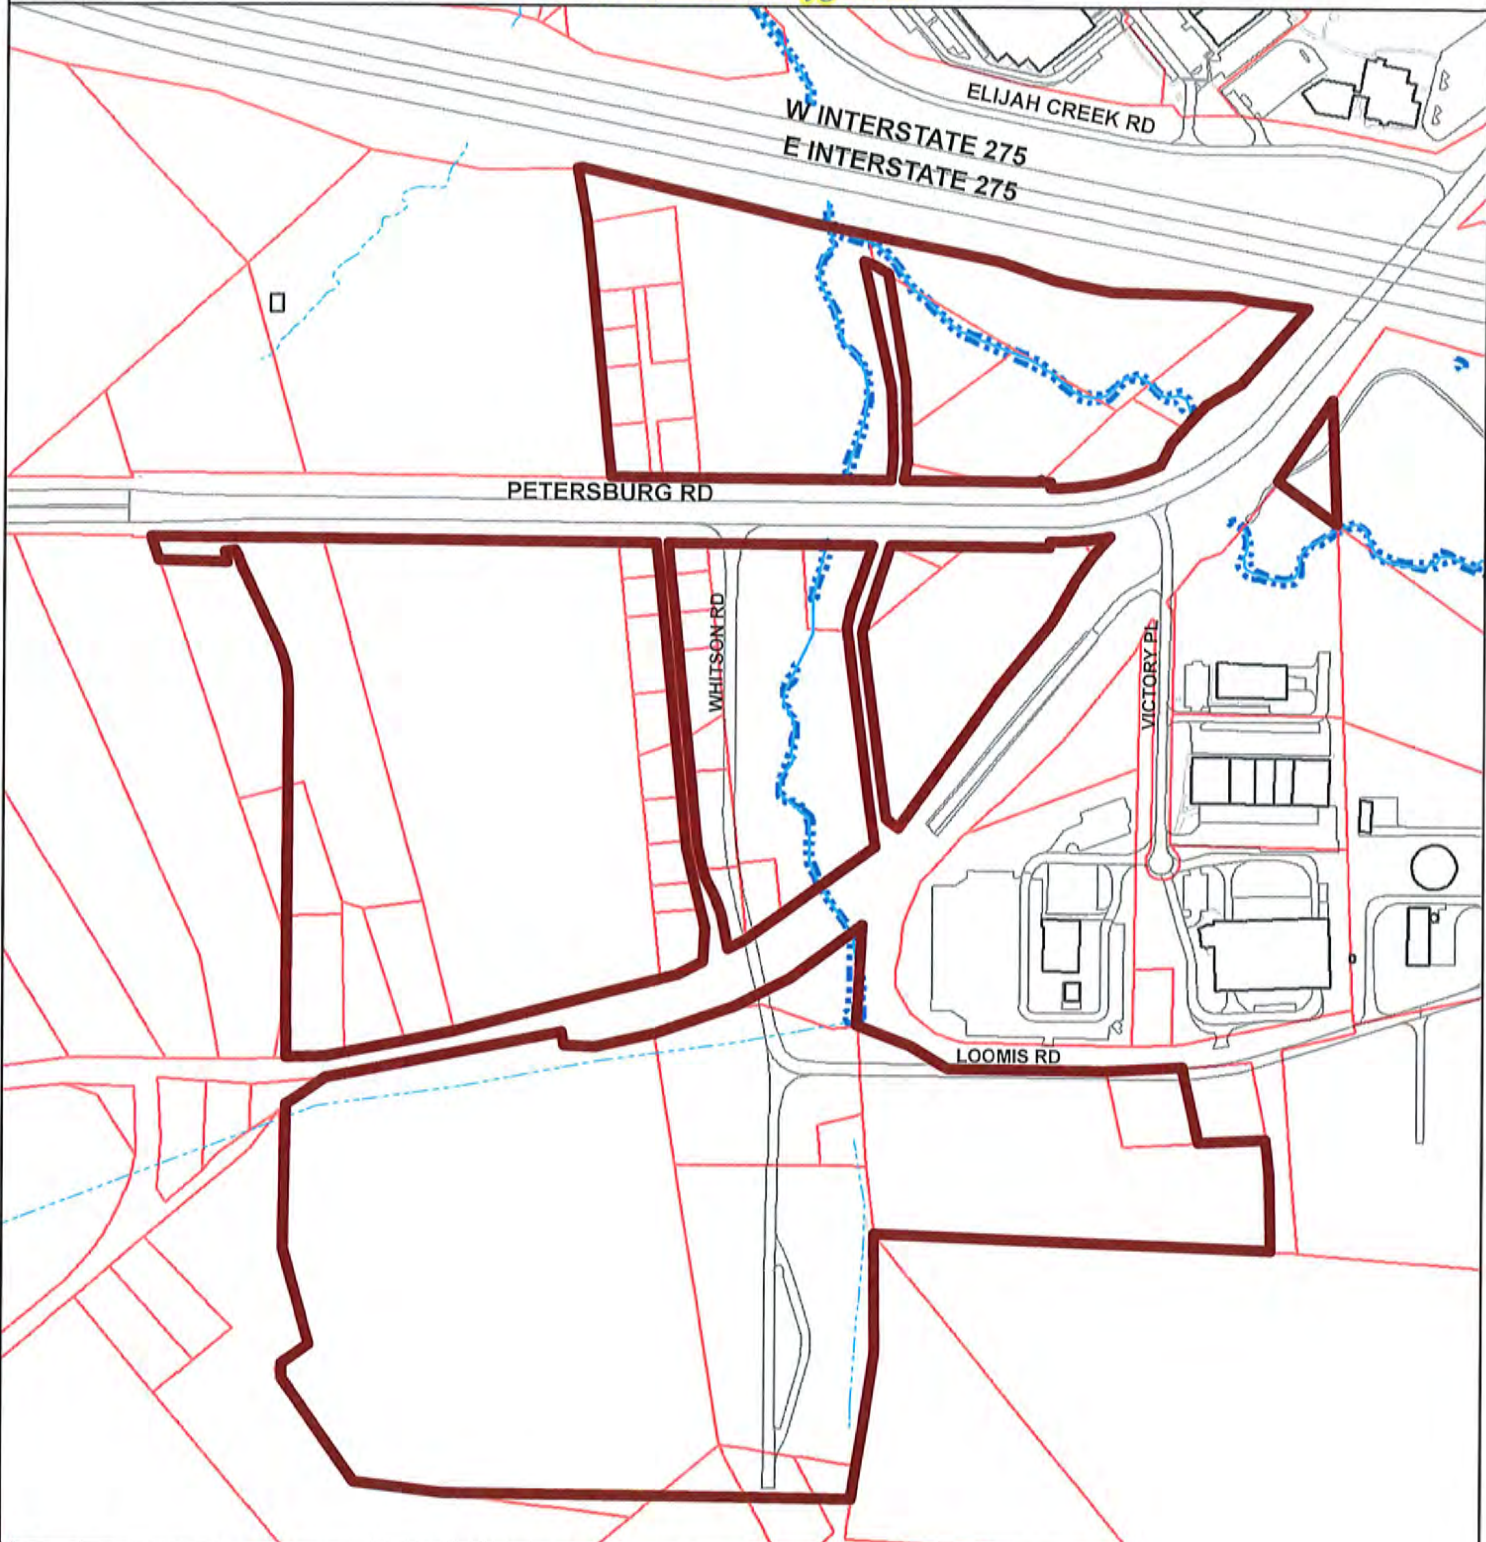 ELIJAH CREEK RD
W INTERSTATE 275
E INTERSTATE 275
PETERSBURG RD
WHITSON RD
VICTORY PL
LOOMIS RD